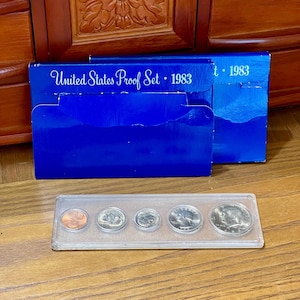 United States Proof Set · 1983
t · 1983